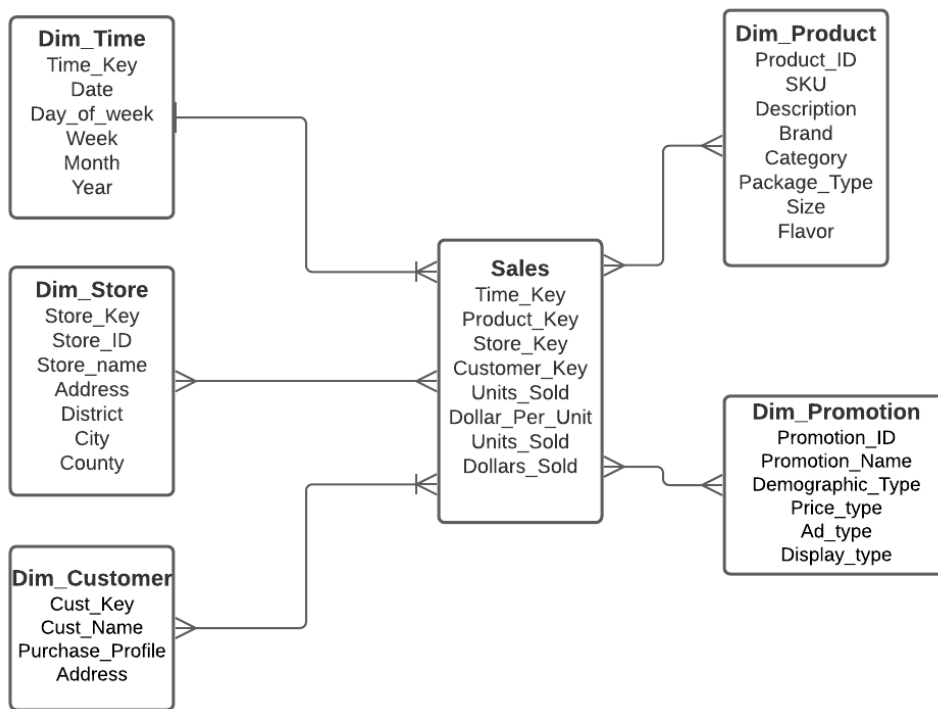 Dim_Time
Time_Key
Date
Day_of_week
Week
Month
Year
Dim_Store
Store_Key
Store_ID
Store_name
Address
District
City
County
Dim_Customer
Cust_Key
Cust_Name
Purchase_Profile
Address
Sales
Time_Key
Product_Key
Store_Key
Customer_Key
Units_Sold
Dollar_Per_Unit
Units_Sold
Dollars_Sold
Dim_Product
Product_ID
SKU
Description
Brand
Category
Package_Type
Size
Flavor
Dim_Promotion
Promotion_ID
Promotion_Name
Demographic_Type
Price_type
Ad_type
Display_type